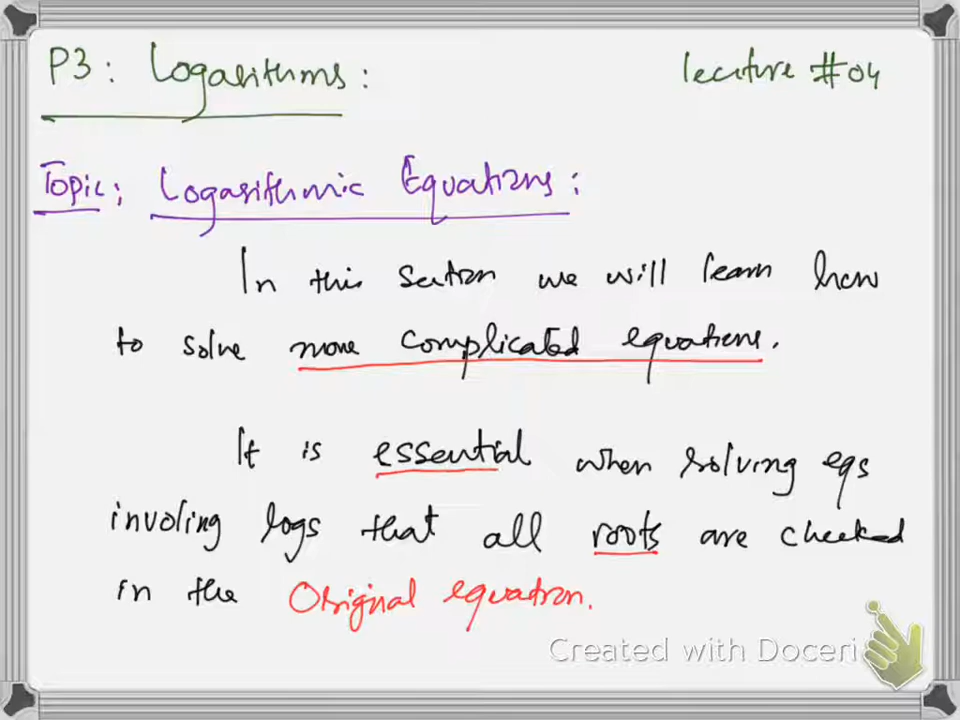 P3: Logarithms:
lecture #04
Topic: Logarithmic Equations:
In this section we will learn how
to solve more complicated equations.
It is essential when solving eqs
involing logs that all roots are checked
in the Original equation.
Created with Doceri